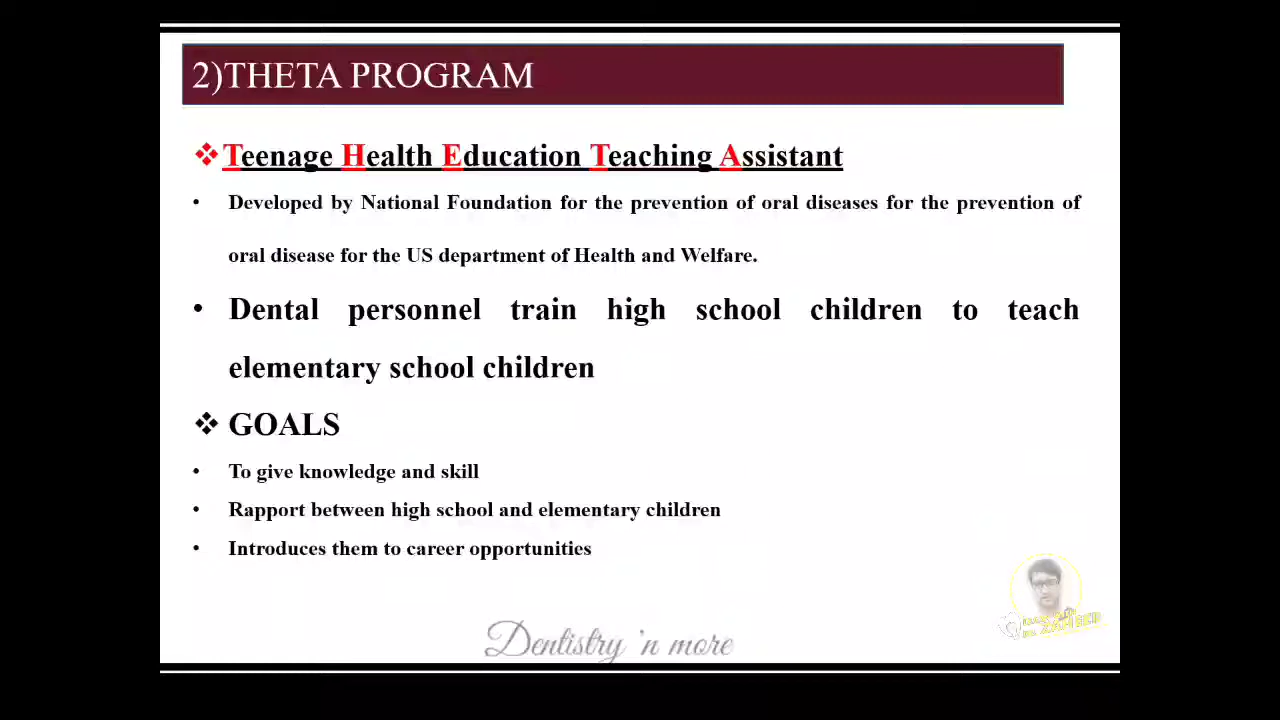 2)THETA PROGRAM
❖Teenage Health Education Teaching Assistant
• Developed by National Foundation for the prevention of oral diseases for the prevention of
oral disease for the US department of Health and Welfare.
• Dental personnel train high school children to teach
elementary school children
❖ GOALS
• To give knowledge and skill
• Rapport between high school and elementary children
• Introduces them to career opportunities
Dentistry 'n more